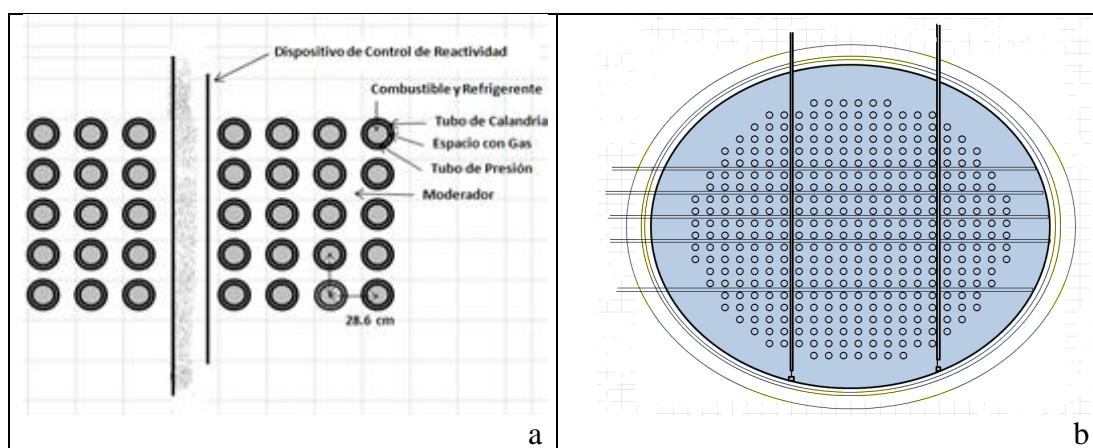 Dispositivo de Control de Reactividad
Combustible y Refrigerente
Tubo de Calandria
Espacio con Gas
Tubo de Presión
Moderador
28.6 cm
a
b